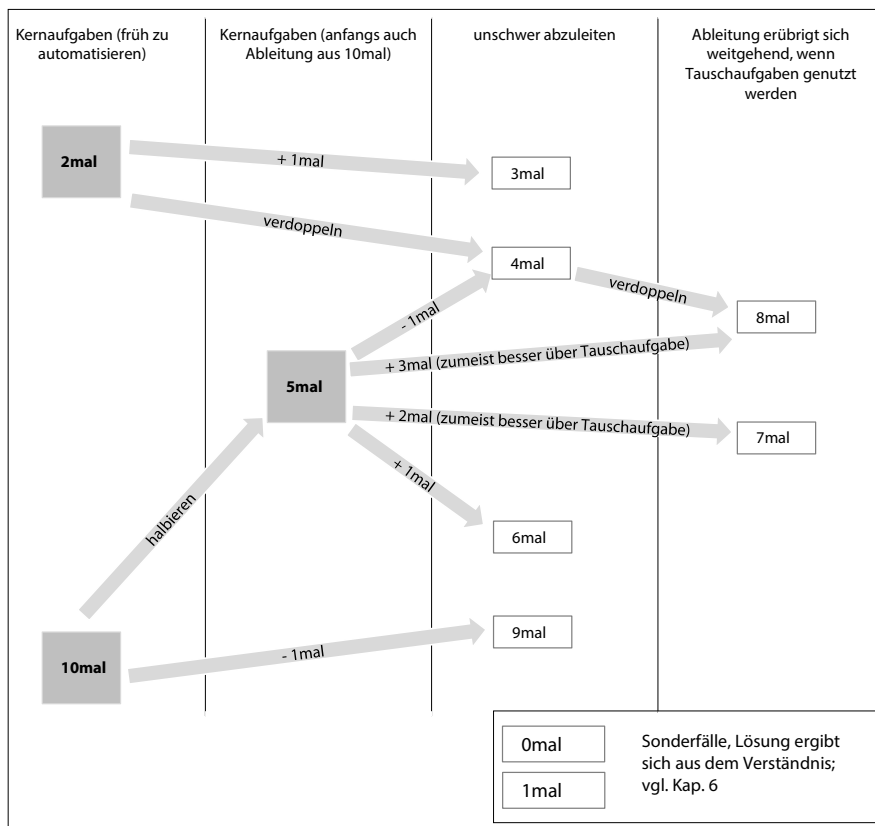 Kernaufgaben (früh zu
automatisieren)
Kernaufgaben (anfangs auch
Ableitung aus 10mal)
unschwer abzuleiten
Ableitung erübrigt sich
weitgehend, wenn
Tauschaufgaben genutzt
werden
2mal
+ 1mal
3mal
verdoppeln
4mal
verdoppeln
8mal
- 1mal
+ 3mal (zumeist besser über Tauschaufgabe)
5mal
+ 2mal (zumeist besser über Tauschaufgabe)
7mal
+ 1mal
halbieren
6mal
9mal
10mal
- 1mal
0mal
1mal
Sonderfälle, Lösung ergibt
sich aus dem Verständnis;
vgl. Kap. 6